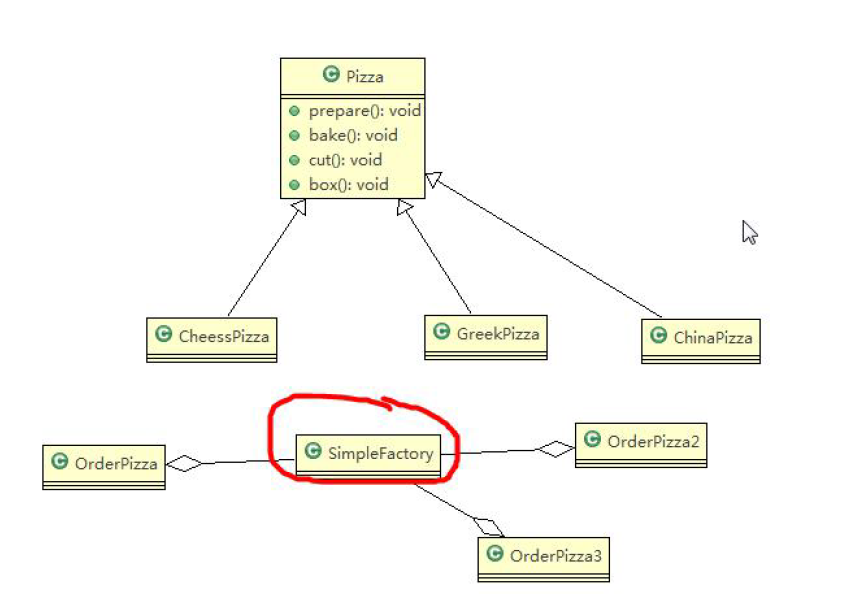 Pizza
prepare(): void
bake(): void
cut(): void
box(): void
CheessPizza
GreekPizza
ChinaPizza
OrderPizza
SimpleFactory
OrderPizza2
OrderPizza3